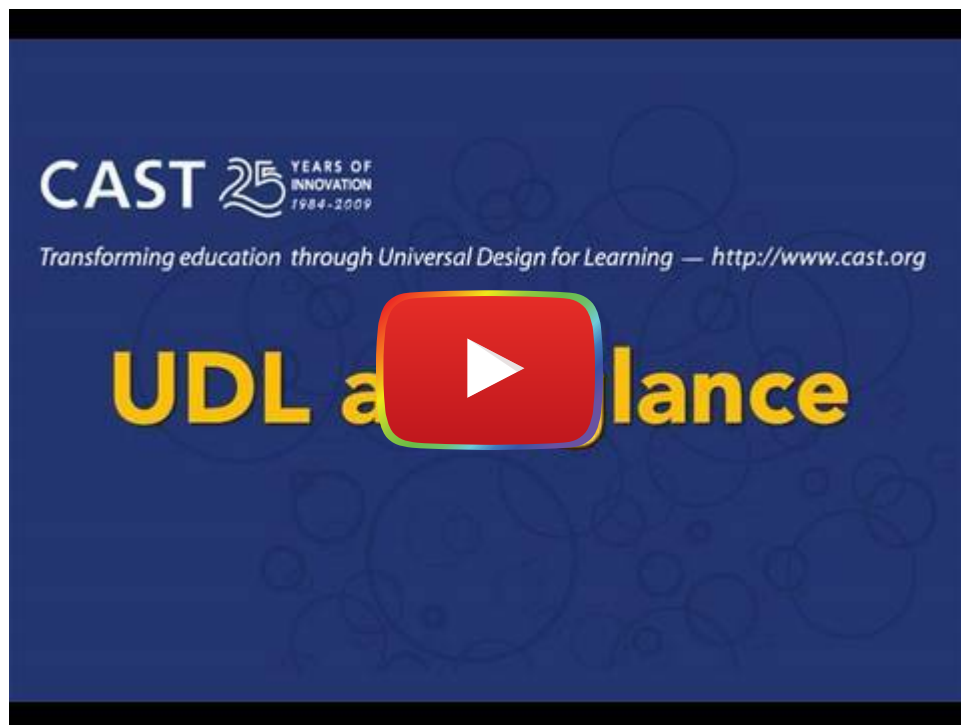 CAST 25 YEARS OF
INNOVATION
1984-2009
Transforming education through Universal Design for Learning — http://www.cast.org
UDL a glance